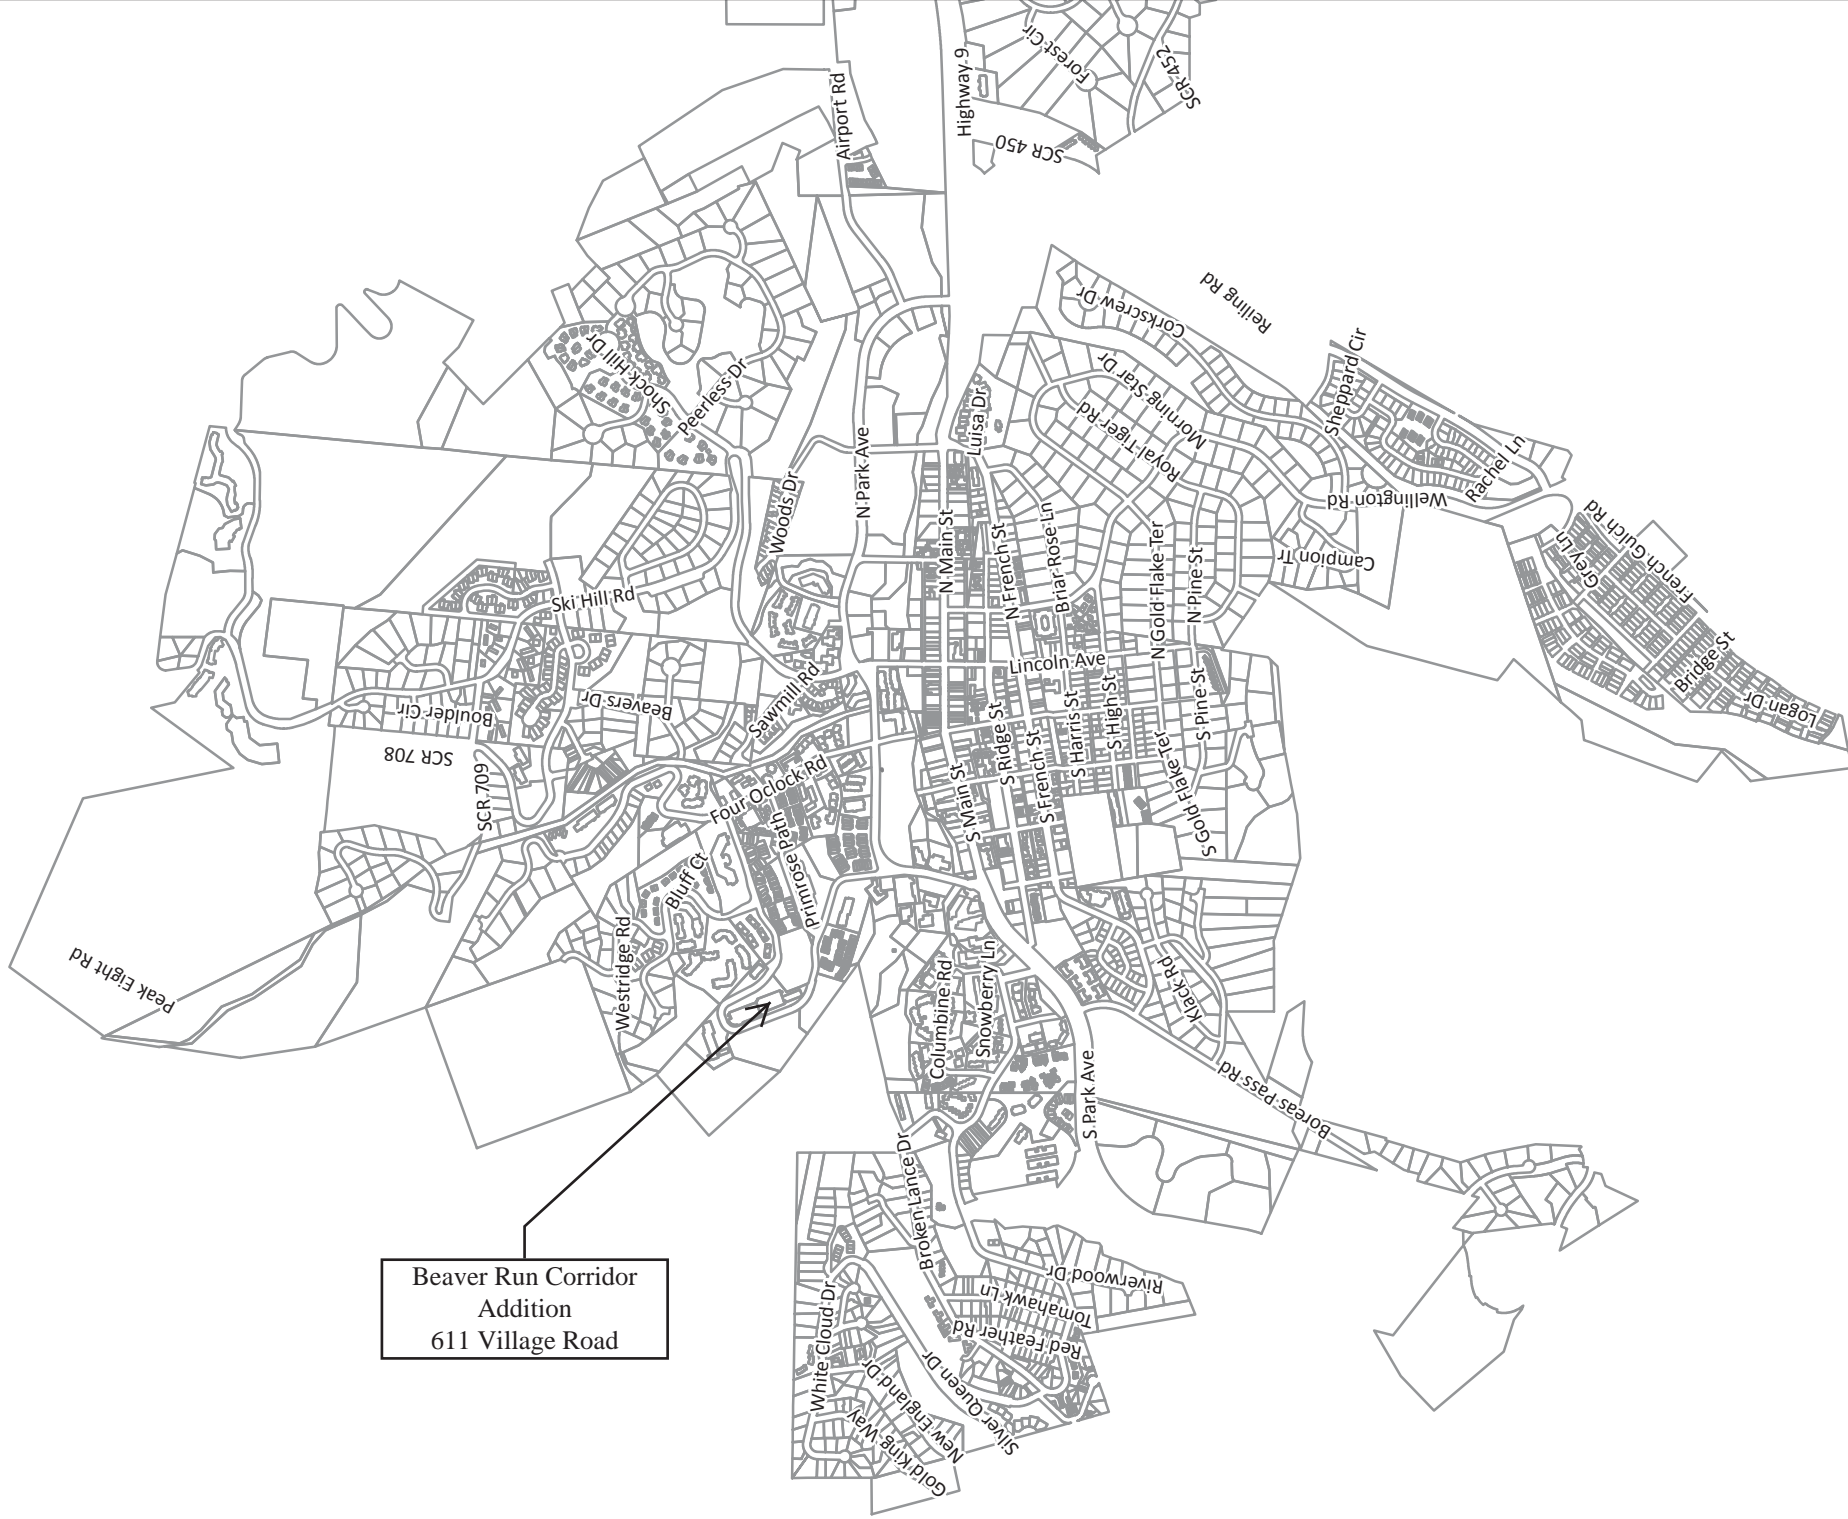 Forest Cir
SCR 452
Highway 9
SCR 450
Airport Rd
Reiling Rd
Corkscrew Dr
Shock Hill Dr
Peerless Dr
Luisa Dr
Morning Star Dr
Royal Tiger Rd
Sheppard Cir
Rachel Ln
Wellington Rd
N Park Ave
Woods Dr
N Main St
N French St
Briar Rose Ln
N Gold Flake Ter
N Pine St
Campion Tr
Grey Ln
French Gulch Rd
Bridge St
Logan Dr
Ski Hill Rd
Lincoln Ave
Boulder Cir
Beavers Dr
Sawmill Rd
SCR 708
SCR 709
Four Oclock Rd
S Main St
S Ridge St
S French St
S Harris St
S High St
S Gold Flake Ter
S Pine St
Primrose Path
Bluff Ct
Westridge Rd
Peak Eight Rd
Columbine Rd
Snowberry Ln
Klack Rd
S Park Ave
Boreas Pass Rd
Broken Lance Dr
Riverwood Dr
Tomahawk Ln
Red Feather Rd
White Cloud Dr
Silver Queen Dr
New England Dr
Gold King Way
Beaver Run Corridor
Addition
611 Village Road